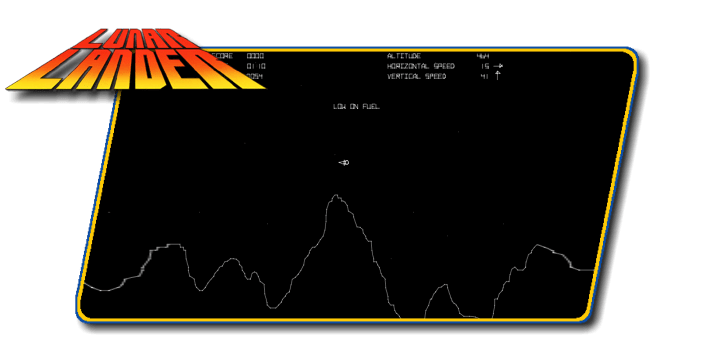 LUNAR
LANDER
SCORE 0000 ALTITUDE 464
0110 HORIZONTAL SPEED 15 →
0054 VERTICAL SPEED 41 ↑
LOW ON FUEL